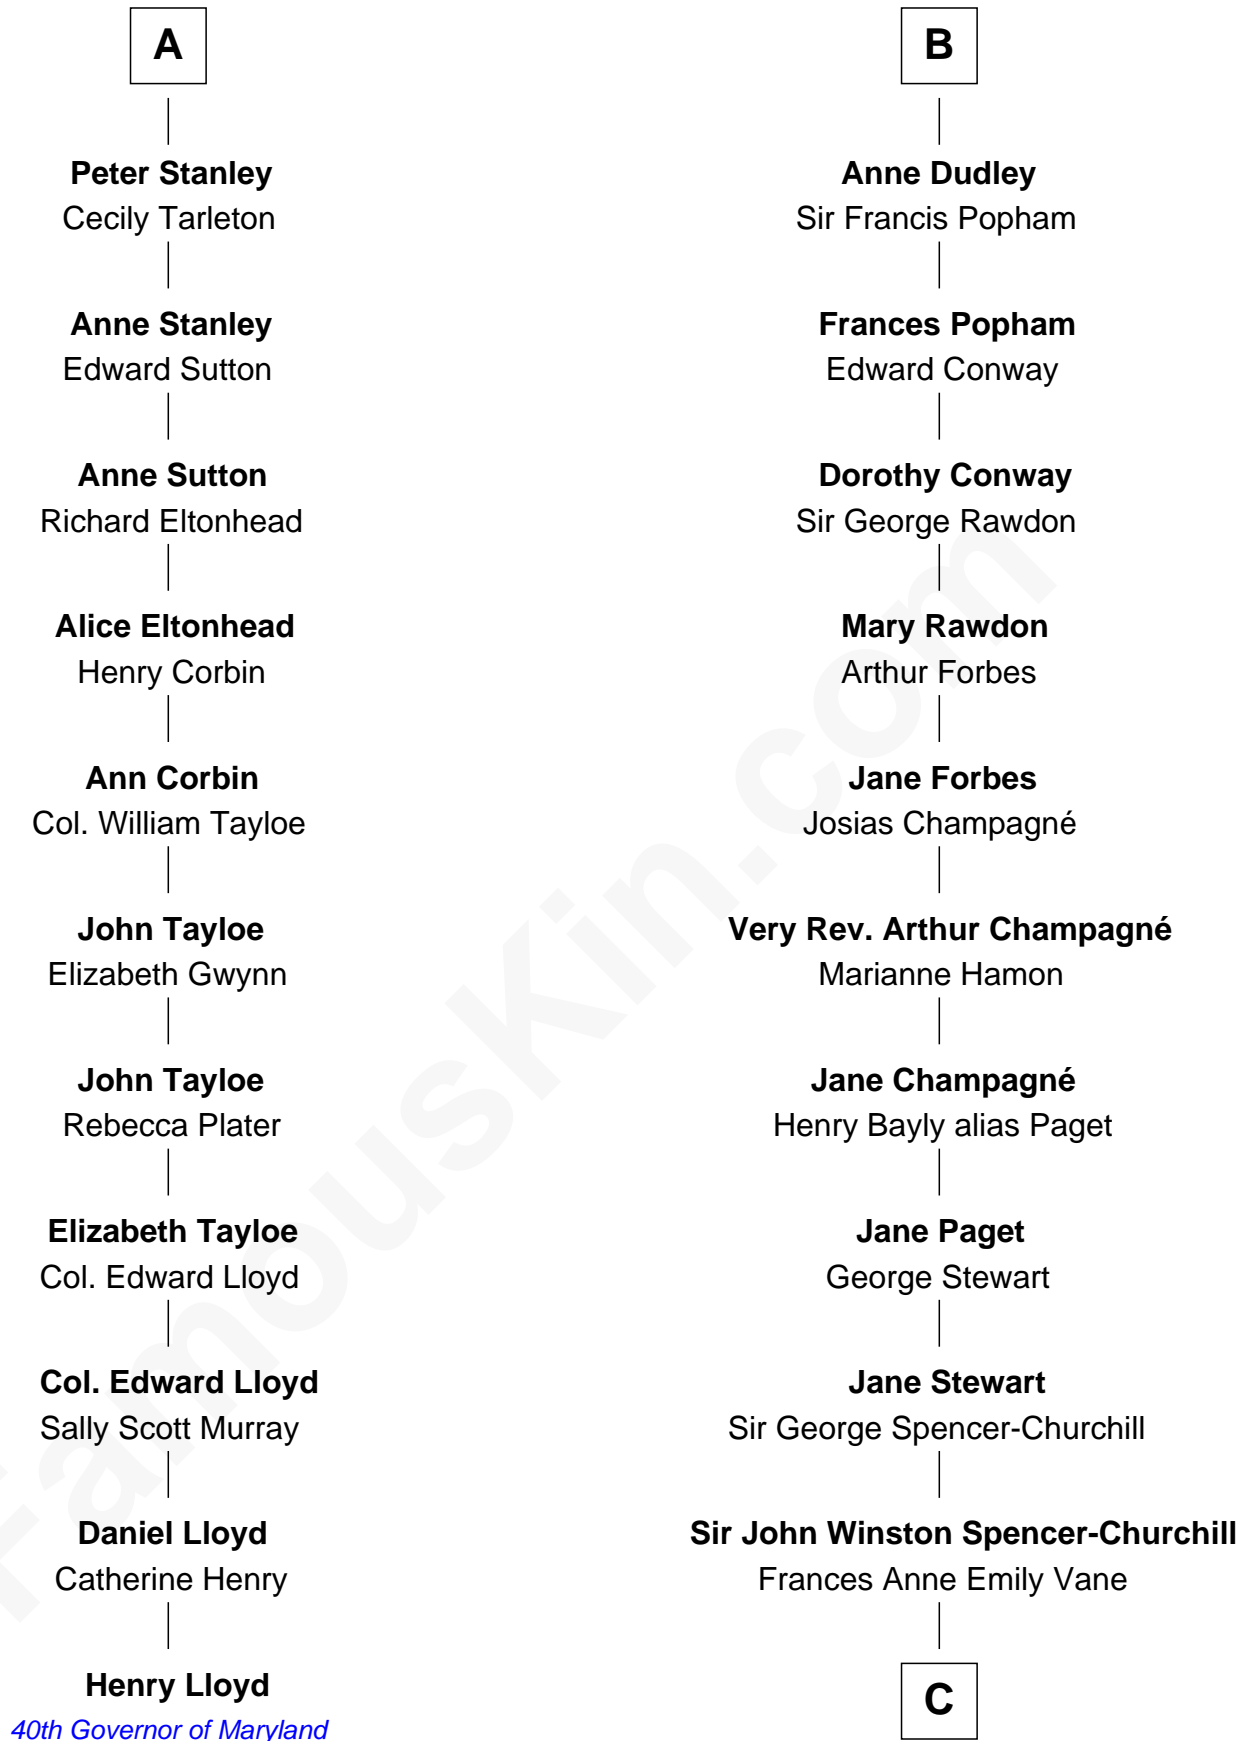 A
Peter Stanley
Cecily Tarleton
Anne Stanley
Edward Sutton
Anne Sutton
Richard Eltonhead
Alice Eltonhead
Henry Corbin
Ann Corbin
Col. William Tayloe
John Tayloe
Elizabeth Gwynn
John Tayloe
Rebecca Plater
Elizabeth Tayloe
Col. Edward Lloyd
Col. Edward Lloyd
Sally Scott Murray
Daniel Lloyd
Catherine Henry
Henry Lloyd
40th Governor of Maryland
B
Anne Dudley
Sir Francis Popham
Frances Popham
Edward Conway
Dorothy Conway
Sir George Rawdon
Mary Rawdon
Arthur Forbes
Jane Forbes
Josias Champagné
Very Rev. Arthur Champagné
Marianne Hamon
Jane Champagné
Henry Bayly alias Paget
Jane Paget
George Stewart
Jane Stewart
Sir George Spencer-Churchill
Sir John Winston Spencer-Churchill
Frances Anne Emily Vane
C
FamousKin.com